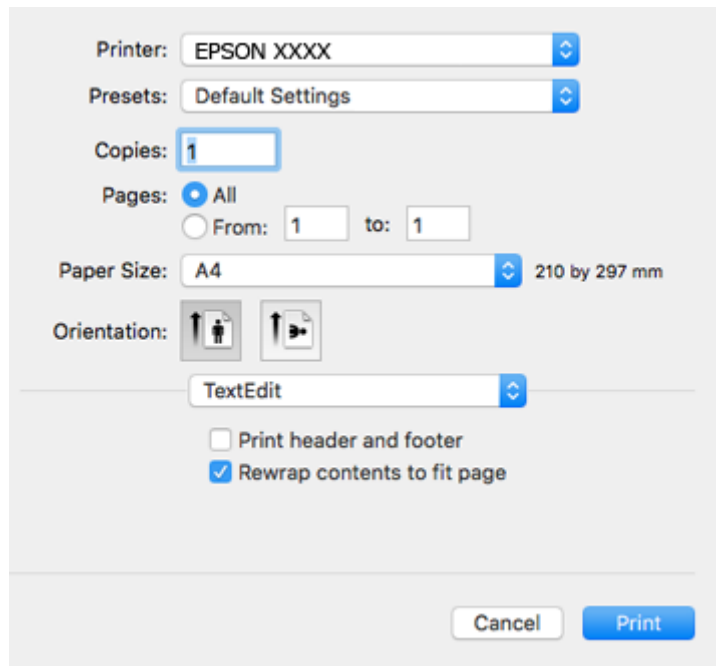 Printer: EPSON XXXX
Presets: Default Settings
Copies: 1
Pages: All
From: 1 to: 1
Paper Size: A4 210 by 297 mm
Orientation:
TextEdit
Print header and footer
Rewrap contents to fit page
Cancel Print